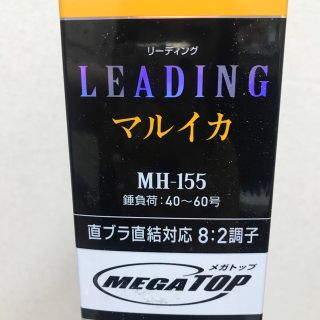 リーディング
LEADING
マルイカ
MH-155
錘負荷:40〜60号
直ブラ直結対応 8:2調子
メガトップ
MEGATOP